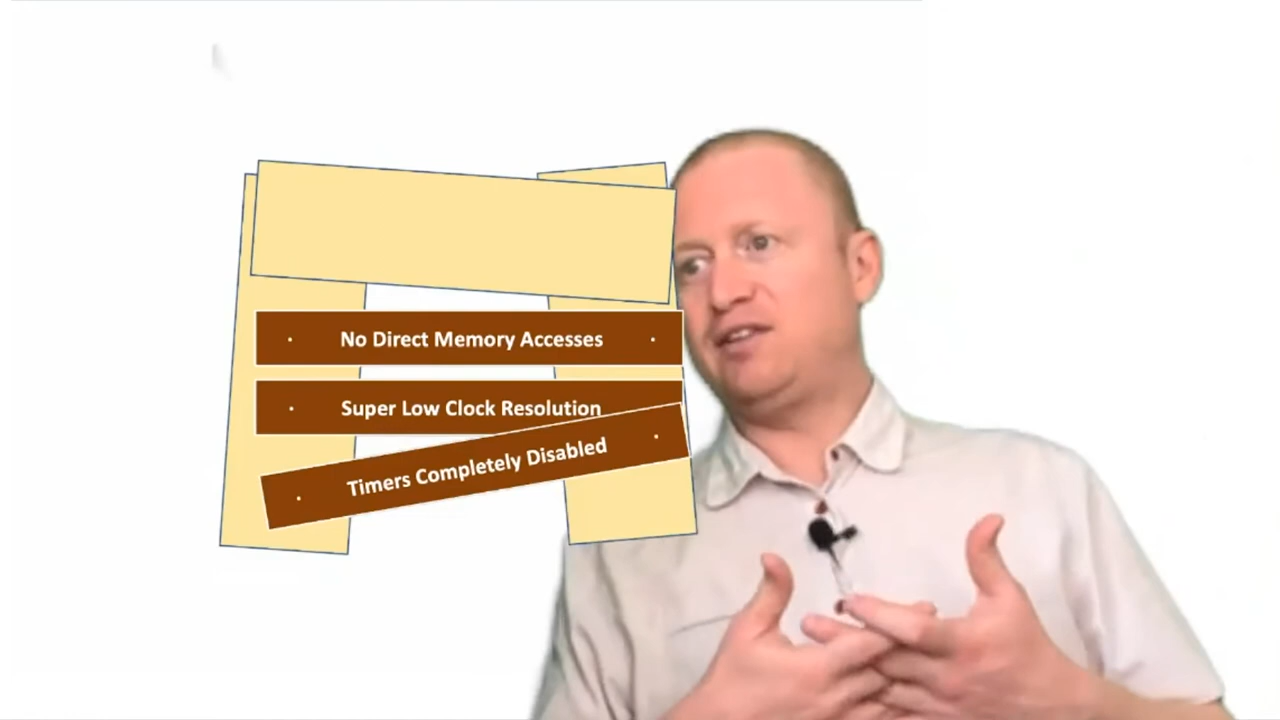 No Direct Memory Accesses
Super Low Clock Resolution
Timers Completely Disabled